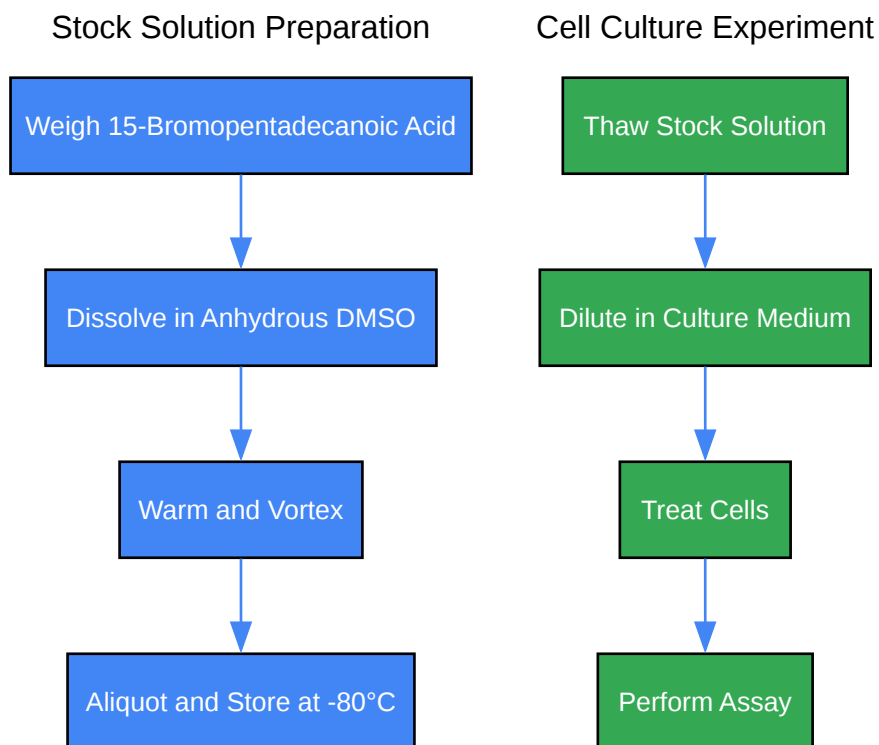 Stock Solution Preparation
Weigh 15-Bromopentadecanoic Acid
Dissolve in Anhydrous DMSO
Warm and Vortex
Aliquot and Store at -80°C
Cell Culture Experiment
Thaw Stock Solution
Dilute in Culture Medium
Treat Cells
Perform Assay